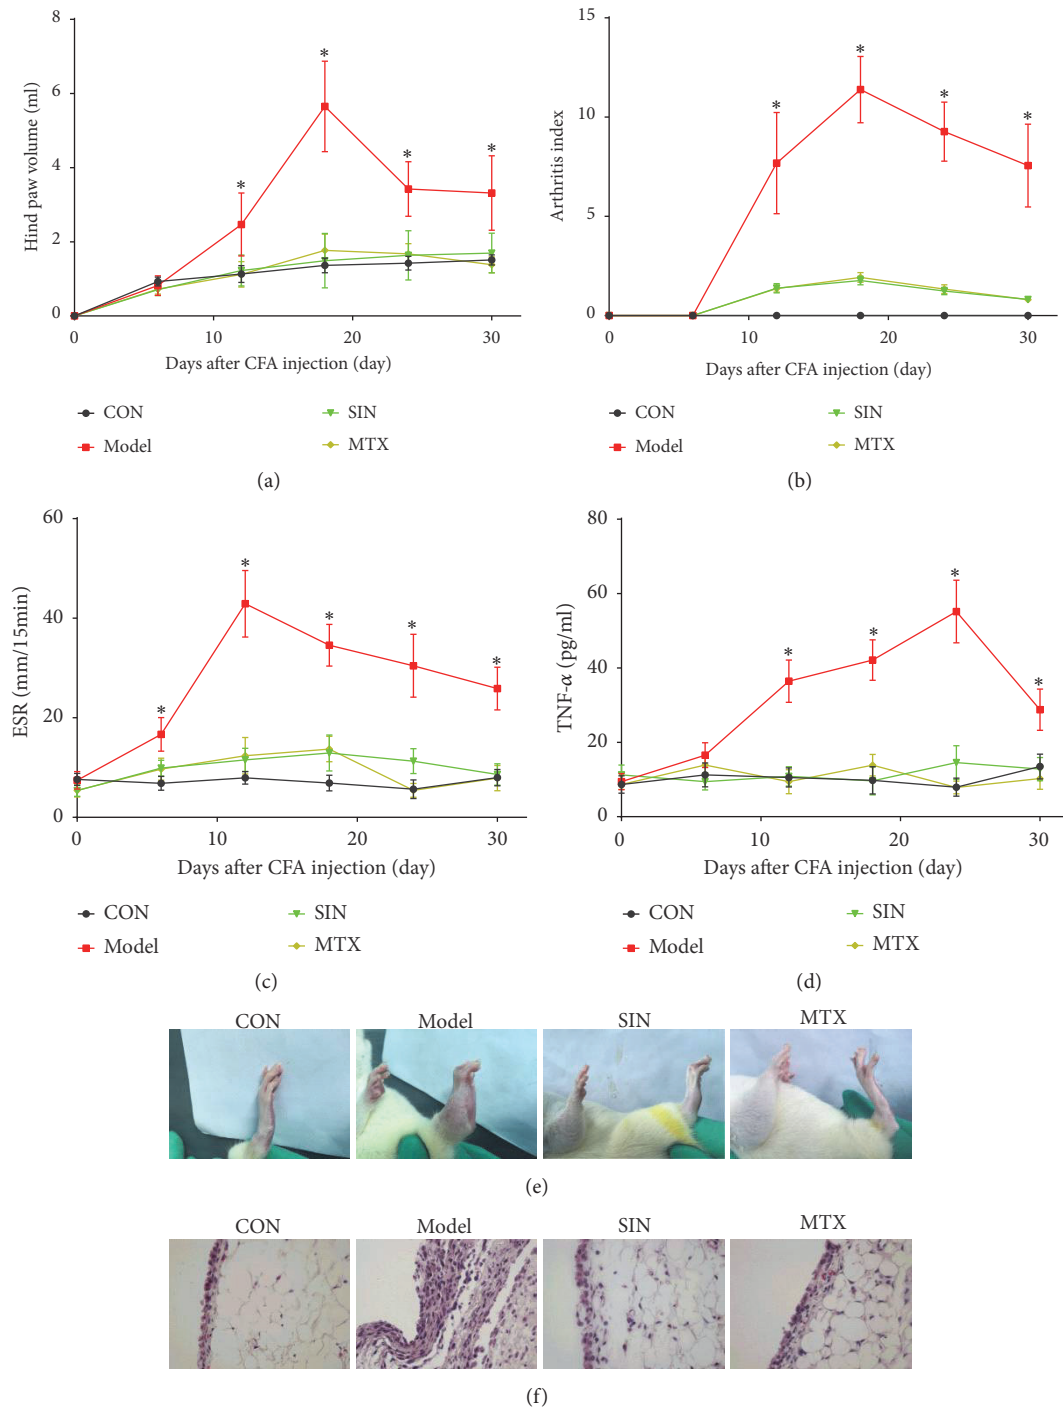 8
6
4
2
0
Hind paw volume (ml)
*
*
*
*
10
20
30
Days after CFA injection (day)
CON
SIN
Model
MTX
(a)
15
10
5
0
Arthritis index
*
*
*
*
10
20
30
Days after CFA injection (day)
CON
SIN
Model
MTX
(b)
60
40
20
0
ESR (mm/15min)
*
*
*
*
*
0
10
20
30
Days after CFA injection (day)
CON
SIN
Model
MTX
(c)
80
60
40
20
0
TNF-α (pg/ml)
*
*
*
*
0
10
20
30
Days after CFA injection (day)
CON
SIN
Model
MTX
(d)
CON
Model
SIN
MTX
(e)
CON
Model
SIN
MTX
(f)